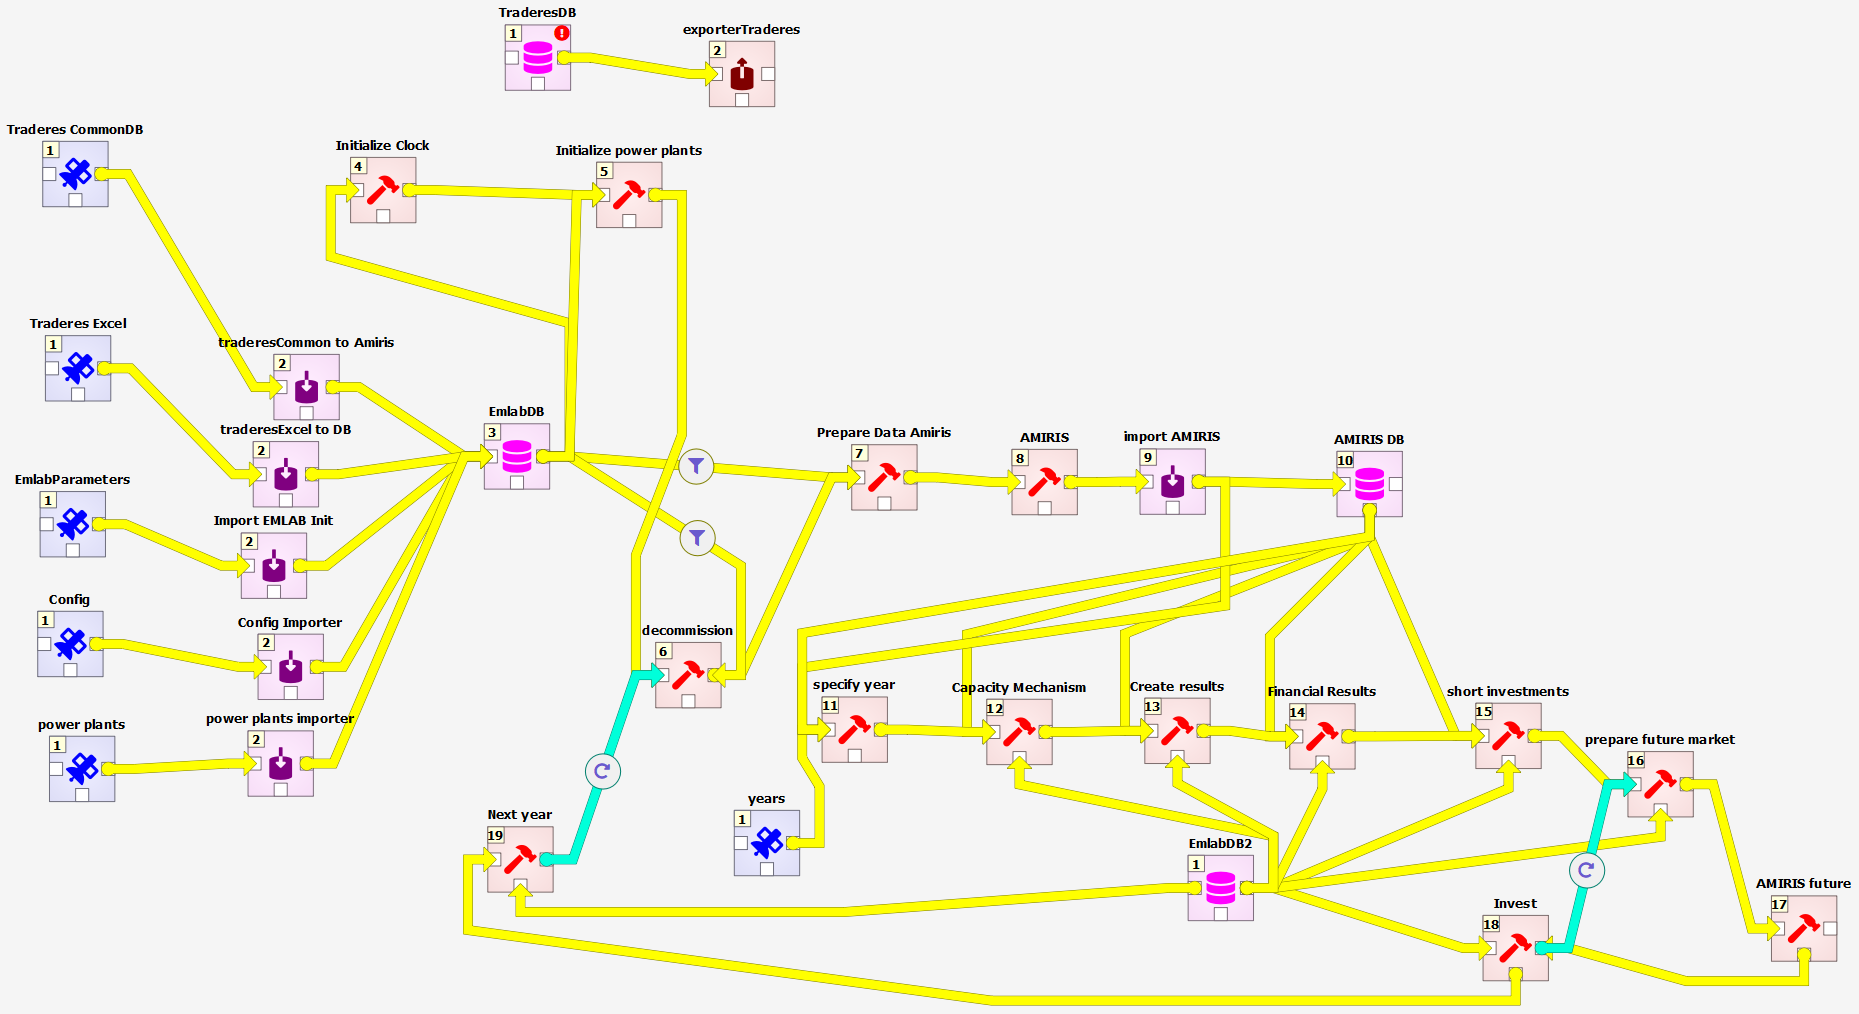 TraderesDB
1
exporterTraderes
2
Traderes CommonDB
1
Initialize Clock
4
Initialize power plants
5
Traderes Excel
1
traderesCommon to Amiris
2
traderesExcel to DB
2
EmlabDB
3
Prepare Data Amiris
7
AMIRIS
8
import AMIRIS
9
AMIRIS DB
10
EmlabParameters
1
Import EMLAB Init
2
Config
1
Config Importer
2
decommission
6
power plants
1
power plants importer
2
specify year
11
Capacity Mechanism
12
Create results
13
Financial Results
14
short investments
15
prepare future market
16
years
1
Next year
19
EmlabDB2
1
Invest
18
AMIRIS future
17